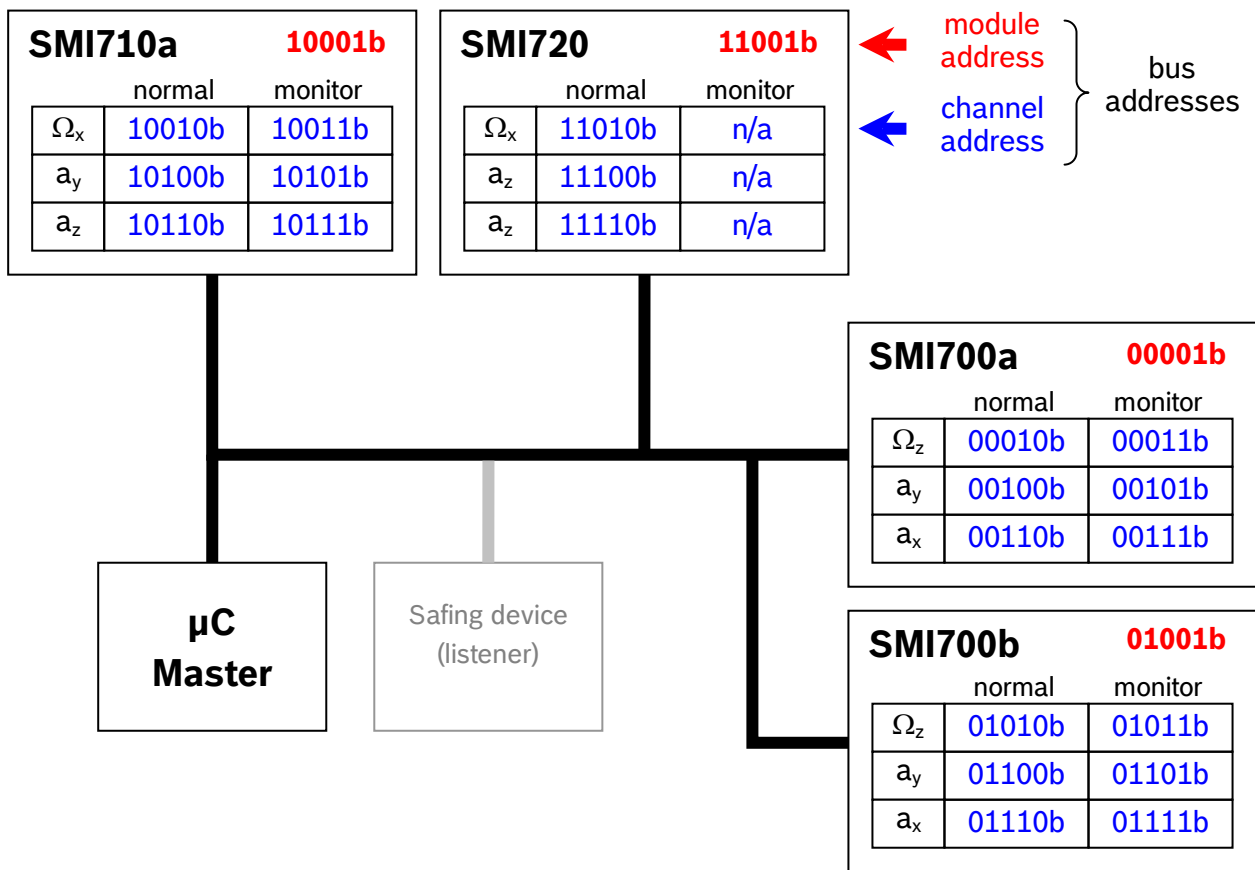 SMI710a 10001b
normal monitor
Ωx 10010b 10011b
ay 10100b 10101b
az 10110b 10111b
SMI720 11001b
normal monitor
Ωx 11010b n/a
az 11100b n/a
az 11110b n/a
module
address
channel
address
bus
addresses
SMI700a 00001b
normal monitor
Ωz 00010b 00011b
ay 00100b 00101b
ax 00110b 00111b
µC
Master
Safing device
(listener)
SMI700b 01001b
normal monitor
Ωz 01010b 01011b
ay 01100b 01101b
ax 01110b 01111b